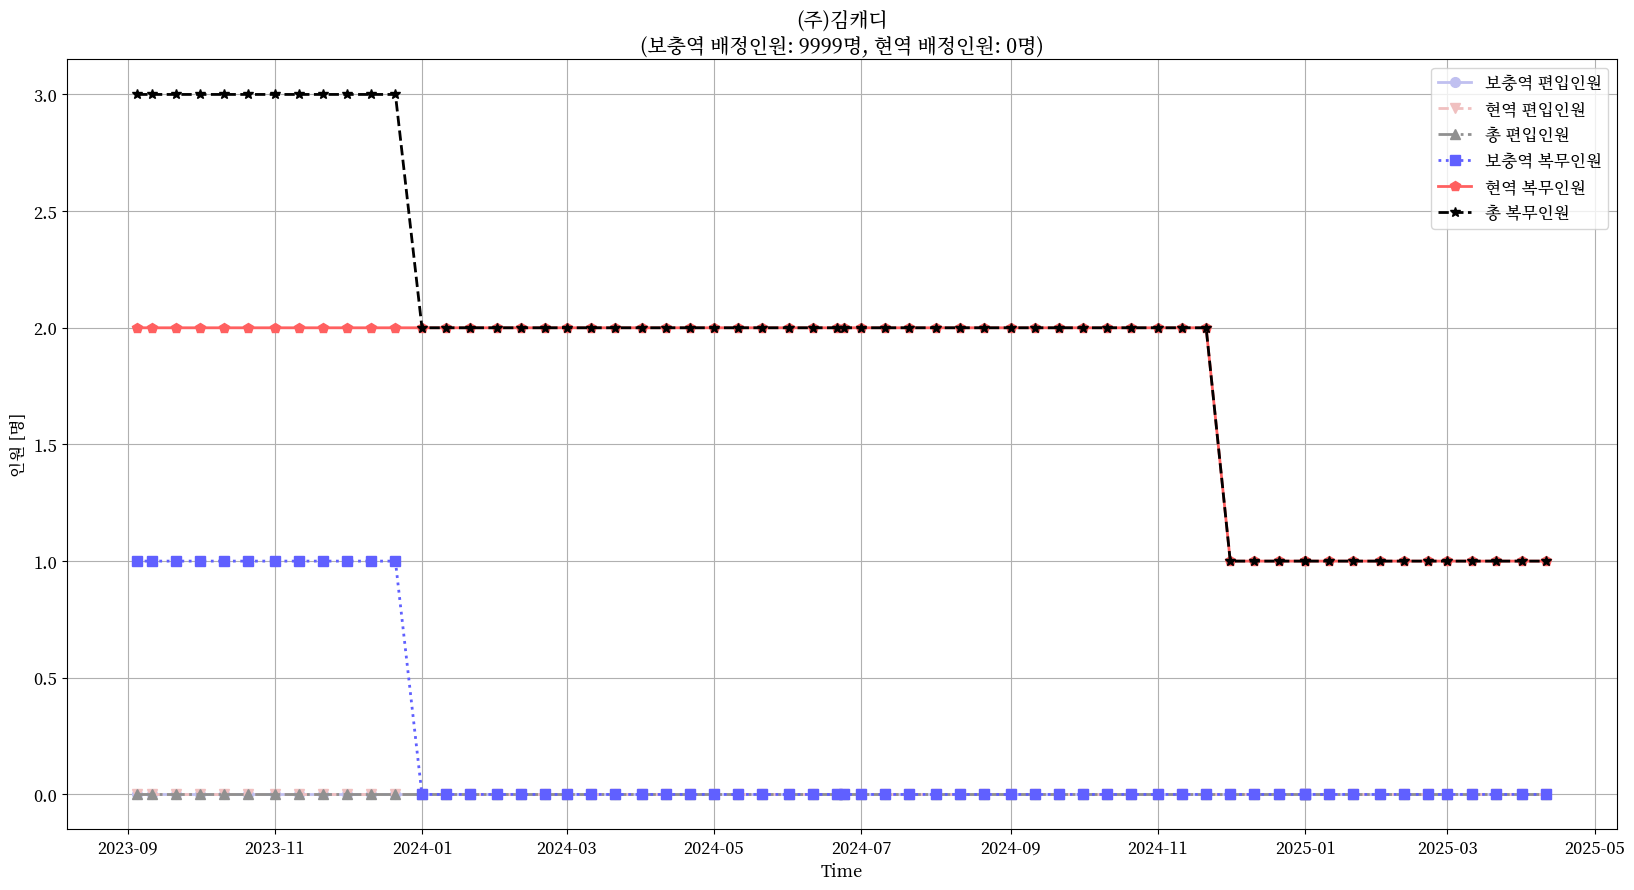 (주)김캐디
(보충역 배정인원: 9999명, 현역 배정인원: 0명)
보충역 편입인원
현역 편입인원
총 편입인원
보충역 복무인원
현역 복무인원
총 복무인원
인원 [명]
3.0
2.5
2.0
1.5
1.0
0.5
0.0
2023-09 2023-11 2024-01 2024-03 2024-05 2024-07 2024-09 2024-11 2025-01 2025-03 2025-05
Time